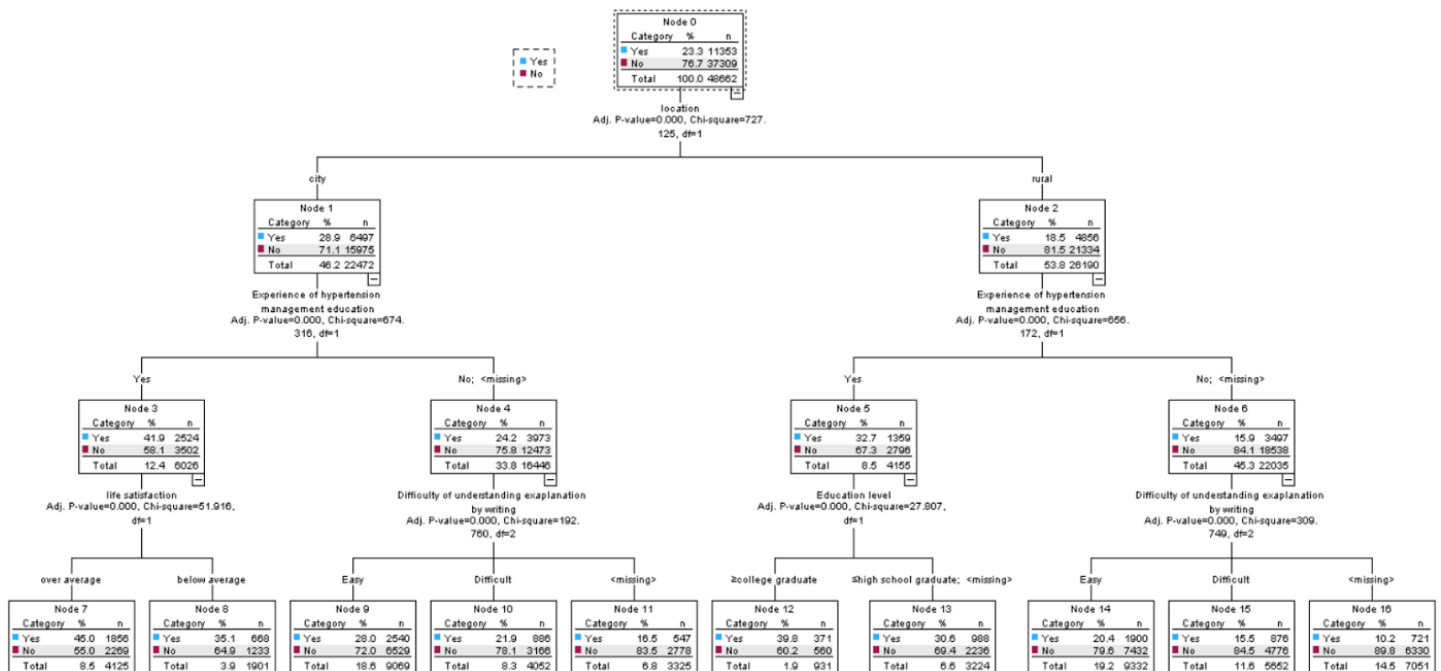 Node 0
Category % n
Yes 23.3 11353
No 76.7 37309
Total 100.0 48662
Yes
No
location
Adj. P-value=0.000, Chi-square=727.
125, df=1
city
rural
Node 1
Category % n
Yes 28.9 6497
No 71.1 15975
Total 46.2 22472
Node 2
Category % n
Yes 18.5 4856
No 81.5 21334
Total 53.8 26190
Experience of hypertension
management education
Adj. P-value=0.000, Chi-square=674.
316, df=1
Experience of hypertension
management education
Adj. P-value=0.000, Chi-square=656.
172, df=1
Yes
No; <missing>
Yes
No; <missing>
Node 3
Category % n
Yes 41.9 2524
No 58.1 3502
Total 12.4 6026
Node 4
Category % n
Yes 24.2 3973
No 75.8 12473
Total 33.8 16446
Node 5
Category % n
Yes 32.7 1359
No 67.3 2796
Total 8.5 4155
Node 6
Category % n
Yes 15.9 3497
No 84.1 18538
Total 45.3 22035
life satisfaction
Adj. P-value=0.000, Chi-square=51.916,
df=1
Difficulty of understanding exaplanation
by writing
Adj. P-value=0.000, Chi-square=192.
760, df=2
Education level
Adj. P-value=0.000, Chi-square=27.807,
df=1
Difficulty of understanding exaplanation
by writing
Adj. P-value=0.000, Chi-square=309.
749, df=2
over average
below average
Easy
Difficult
<missing>
≥college graduate
≤high school graduate; <missing>
Easy
Difficult
<missing>
Node 7
Category % n
Yes 45.0 1856
No 55.0 2269
Total 8.5 4125
Node 8
Category % n
Yes 35.1 668
No 64.9 1233
Total 3.9 1901
Node 9
Category % n
Yes 28.0 2540
No 72.0 6529
Total 18.6 9069
Node 10
Category % n
Yes 21.9 886
No 78.1 3166
Total 8.3 4052
Node 11
Category % n
Yes 16.5 547
No 83.5 2778
Total 6.8 3325
Node 12
Category % n
Yes 39.8 371
No 60.2 560
Total 1.9 931
Node 13
Category % n
Yes 30.6 988
No 69.4 2236
Total 6.6 3224
Node 14
Category % n
Yes 20.4 1900
No 79.6 7432
Total 19.2 9332
Node 15
Category % n
Yes 15.5 876
No 84.5 4776
Total 11.6 5652
Node 16
Category % n
Yes 10.2 721
No 89.8 6330
Total 14.5 7051